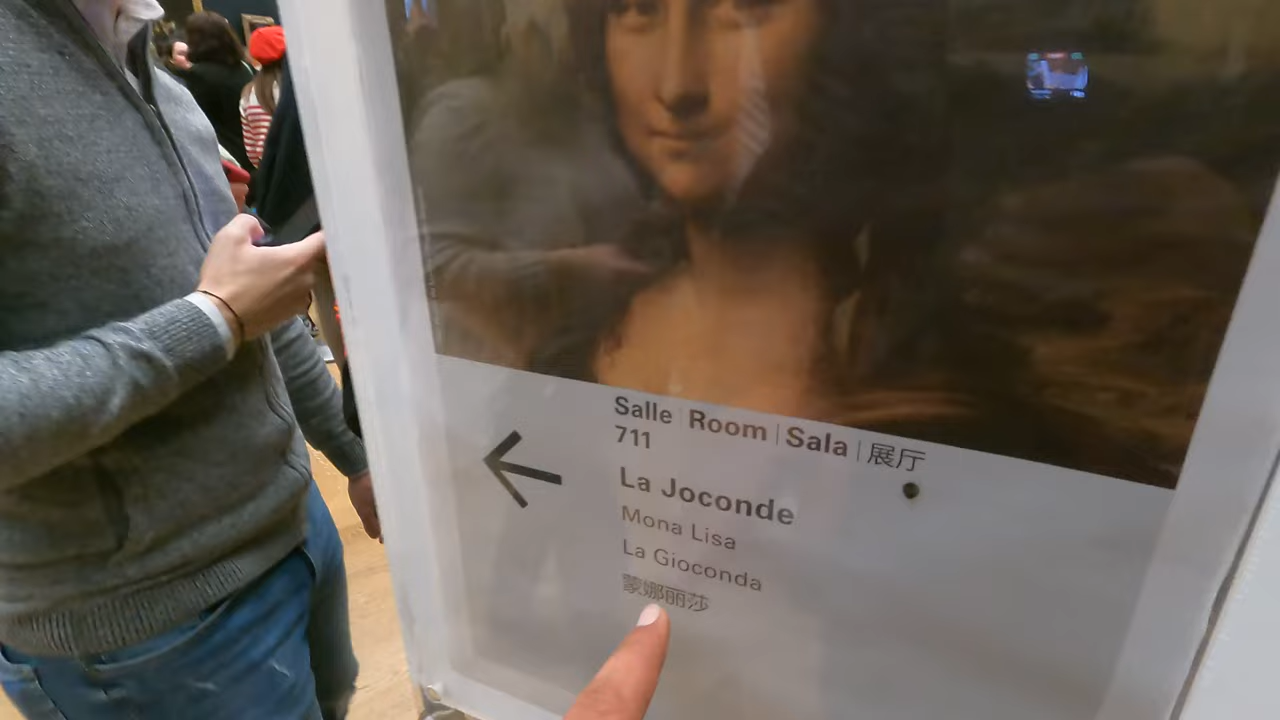 Salle | Room | Sala | 展厅
711
La Joconde
Mona Lisa
La Gioconda
蒙娜丽莎